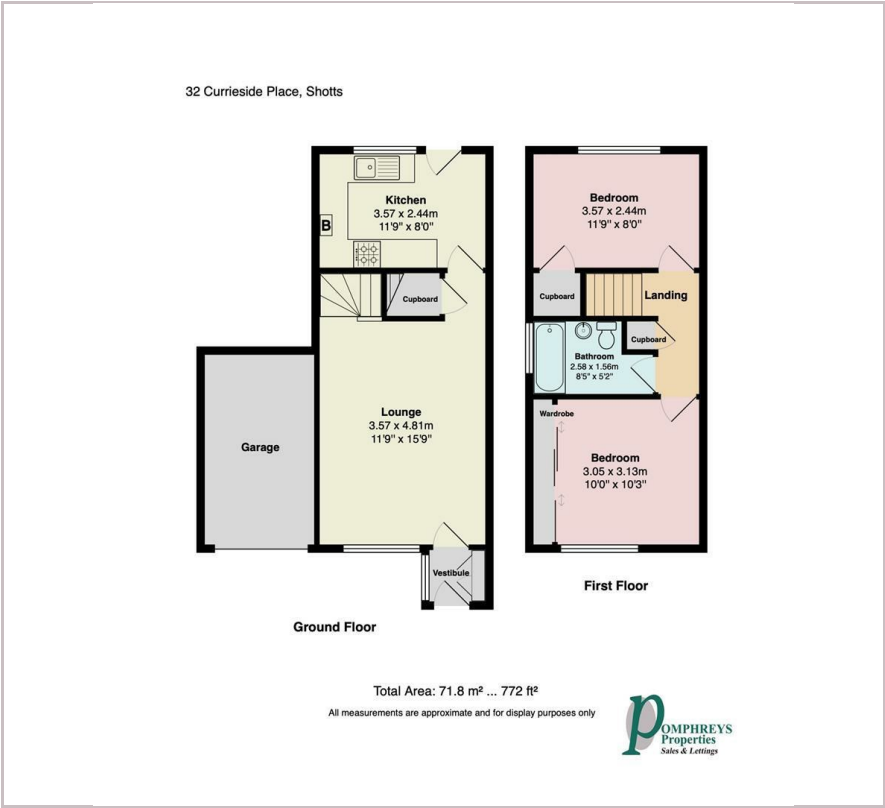 32 Currieside Place, Shotts
Kitchen
3.57 x 2.44m
11'9" x 8'0"
B
Cupboard
Lounge
3.57 x 4.81m
11'9" x 15'9"
Garage
Vestibule
Ground Floor
Bedroom
3.57 x 2.44m
11'9" x 8'0"
Cupboard
Landing
Cupboard
Bathroom
2.58 x 1.56m
8'5" x 5'2"
Wardrobe
Bedroom
3.05 x 3.13m
10'0" x 10'3"
First Floor
Total Area: 71.8 m² ... 772 ft²
All measurements are approximate and for display purposes only
POMPHREYS
Properties
Sales & Lettings